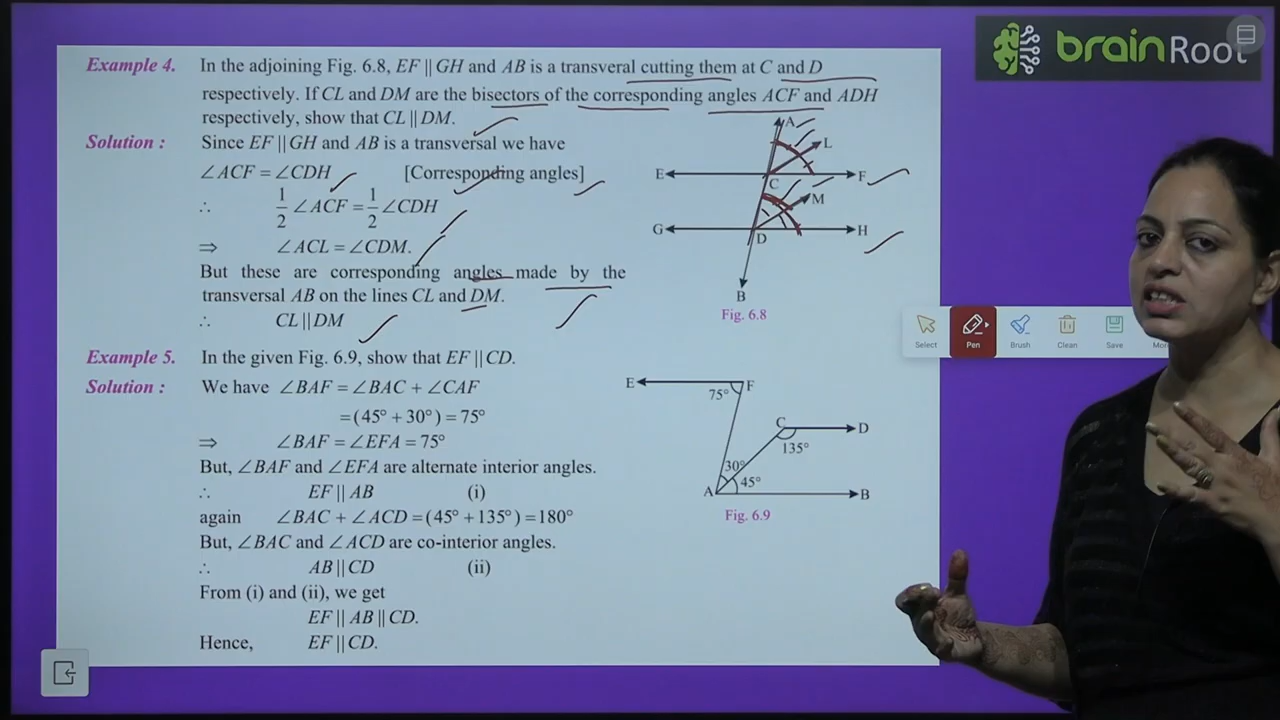 brainRoot
Example 4. In the adjoining Fig. 6.8, EF || GH and AB is a transveral cutting them at C and D
respectively. If CL and DM are the bisectors of the corresponding angles ACF and ADH
respectively, show that CL || DM.
Solution : Since EF || GH and AB is a transversal we have
∠ACF = ∠CDH [Corresponding angles]
∴ 1/2 ∠ACF = 1/2 ∠CDH
⇒ ∠ACL = ∠CDM.
But these are corresponding angles made by the
transversal AB on the lines CL and DM.
∴ CL || DM
A
L
E
F
C
M
G
D
H
B
Fig. 6.8
Select
Pen
Brush
Clean
Save
Example 5. In the given Fig. 6.9, show that EF || CD.
Solution : We have ∠BAF = ∠BAC + ∠CAF
= (45° + 30°) = 75°
⇒ ∠BAF = ∠EFA = 75°
But, ∠BAF and ∠EFA are alternate interior angles.
∴ EF || AB (i)
again ∠BAC + ∠ACD = (45° + 135°) = 180°
But, ∠BAC and ∠ACD are co-interior angles.
∴ AB || CD (ii)
From (i) and (ii), we get
EF || AB || CD.
Hence, EF || CD.
E
F
75°
C
D
135°
30°
45°
A
B
Fig. 6.9